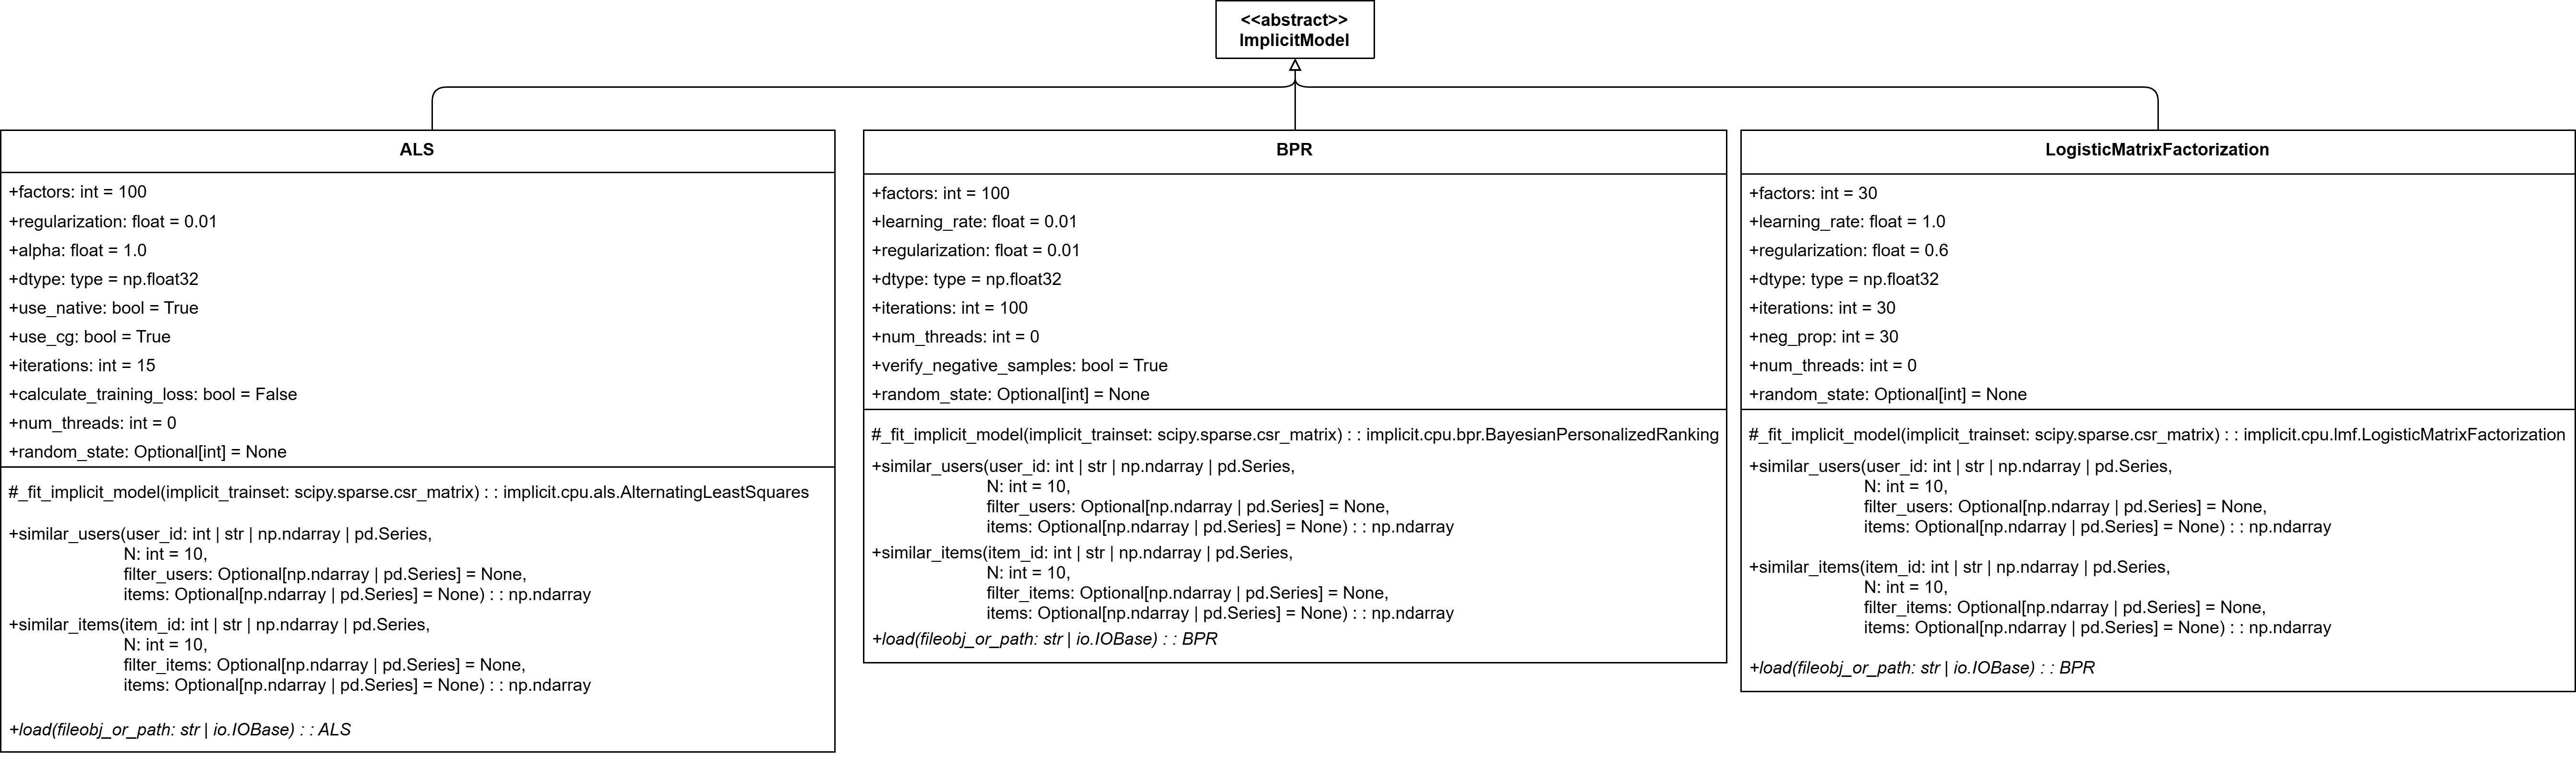 <<abstract>>
ImplicitModel
ALS
+factors: int = 100
+regularization: float = 0.01
+alpha: float = 1.0
+dtype: type = np.float32
+use_native: bool = True
+use_cg: bool = True
+iterations: int = 15
+calculate_training_loss: bool = False
+num_threads: int = 0
+random_state: Optional[int] = None
#_fit_implicit_model(implicit_trainset: scipy.sparse.csr_matrix) : : implicit.cpu.als.AlternatingLeastSquares
+similar_users(user_id: int | str | np.ndarray | pd.Series,
N: int = 10,
filter_users: Optional[np.ndarray | pd.Series] = None,
items: Optional[np.ndarray | pd.Series] = None) : : np.ndarray
+similar_items(item_id: int | str | np.ndarray | pd.Series,
N: int = 10,
filter_items: Optional[np.ndarray | pd.Series] = None,
items: Optional[np.ndarray | pd.Series] = None) : : np.ndarray
+load(fileobj_or_path: str | io.IOBase) : : ALS
BPR
+factors: int = 100
+learning_rate: float = 0.01
+regularization: float = 0.01
+dtype: type = np.float32
+iterations: int = 100
+num_threads: int = 0
+verify_negative_samples: bool = True
+random_state: Optional[int] = None
#_fit_implicit_model(implicit_trainset: scipy.sparse.csr_matrix) : : implicit.cpu.bpr.BayesianPersonalizedRanking
+similar_users(user_id: int | str | np.ndarray | pd.Series,
N: int = 10,
filter_users: Optional[np.ndarray | pd.Series] = None,
items: Optional[np.ndarray | pd.Series] = None) : : np.ndarray
+similar_items(item_id: int | str | np.ndarray | pd.Series,
N: int = 10,
filter_items: Optional[np.ndarray | pd.Series] = None,
items: Optional[np.ndarray | pd.Series] = None) : : np.ndarray
+load(fileobj_or_path: str | io.IOBase) : : BPR
LogisticMatrixFactorization
+factors: int = 30
+learning_rate: float = 1.0
+regularization: float = 0.6
+dtype: type = np.float32
+iterations: int = 30
+neg_prop: int = 30
+num_threads: int = 0
+random_state: Optional[int] = None
#_fit_implicit_model(implicit_trainset: scipy.sparse.csr_matrix) : : implicit.cpu.lmf.LogisticMatrixFactorization
+similar_users(user_id: int | str | np.ndarray | pd.Series,
N: int = 10,
filter_users: Optional[np.ndarray | pd.Series] = None,
items: Optional[np.ndarray | pd.Series] = None) : : np.ndarray
+similar_items(item_id: int | str | np.ndarray | pd.Series,
N: int = 10,
filter_items: Optional[np.ndarray | pd.Series] = None,
items: Optional[np.ndarray | pd.Series] = None) : : np.ndarray
+load(fileobj_or_path: str | io.IOBase) : : BPR